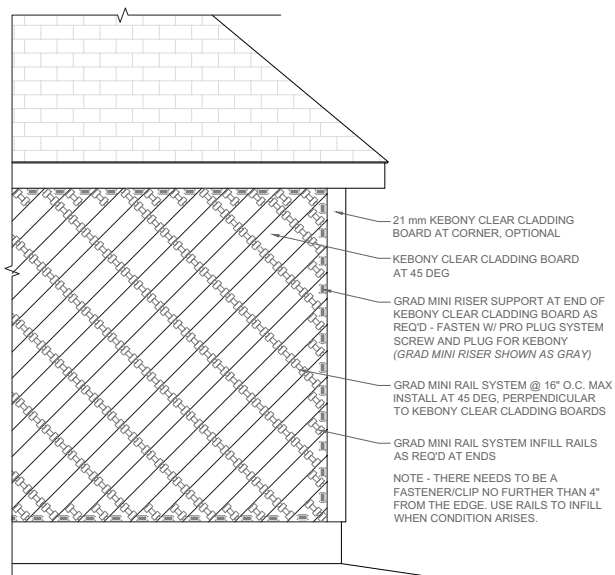 21 mm KEBONY CLEAR CLADDING
BOARD AT CORNER, OPTIONAL
KEBONY CLEAR CLADDING BOARD
AT 45 DEG
GRAD MINI RISER SUPPORT AT END OF
KEBONY CLEAR CLADDING BOARD AS
REQ'D - FASTEN W/ PRO PLUG SYSTEM
SCREW AND PLUG FOR KEBONY
(GRAD MINI RISER SHOWN AS GRAY)
GRAD MINI RAIL SYSTEM @ 16" O.C. MAX
INSTALL AT 45 DEG, PERPENDICULAR
TO KEBONY CLEAR CLADDING BOARDS
GRAD MINI RAIL SYSTEM INFILL RAILS
AS REQ'D AT ENDS
NOTE - THERE NEEDS TO BE A
FASTENER/CLIP NO FURTHER THAN 4"
FROM THE EDGE. USE RAILS TO INFILL
WHEN CONDITION ARISES.